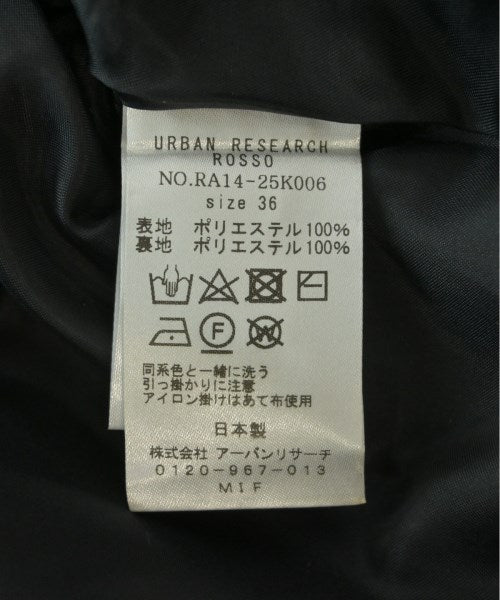 URBAN RESEARCH
ROSSO
NO.RA14-25K006
size 36
表地 ポリエステル100%
裏地 ポリエステル100%
F W
同系色と一緒に洗う
引っ掛かりに注意
アイロン掛けはあて布使用
日本製
株式会社 アーバンリサーチ
0120-967-013
MIF